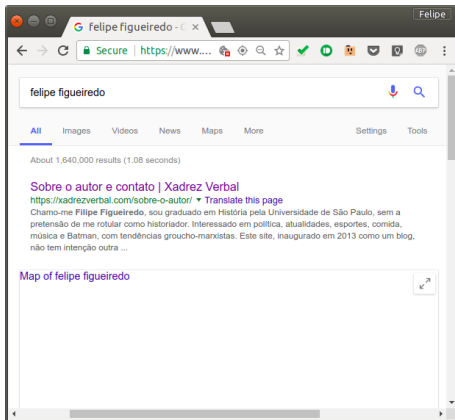 Felipe
felipe figueiredo - G
Secure https://www....
felipe figueiredo
All Images Videos News Maps More Settings Tools
About 1,640,000 results (1.08 seconds)
Sobre o autor e contato | Xadrez Verbal
https://xadrezverbal.com/sobre-o-autor/ ▾ Translate this page
Chamo-me Filipe Figueiredo, sou graduado em História pela Universidade de São Paulo, sem a
pretensão de me rotular como historiador. Interessado em política, atualidades, esportes, comida,
música e Batman, com tendências groucho-marxistas. Este site, inaugurado em 2013 como um blog,
não tem intenção outra ...
Map of felipe figueiredo